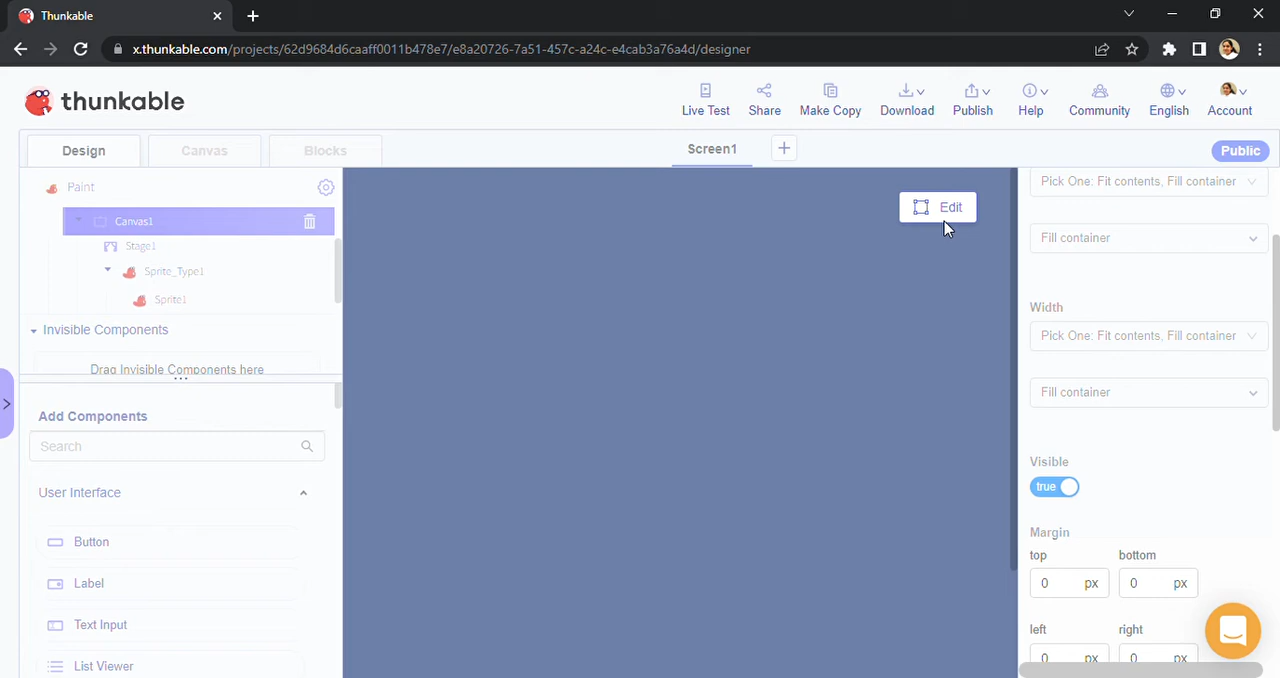 Thunkable
x.thunkable.com/projects/62d9684d6caaff0011b478e7/e8a20726-7a51-457c-a24c-e4cab3a76a4d/designer
thunkable
Live Test
Share
Make Copy
Download
Publish
Help
Community
English
Account
Design
Canvas
Blocks
Screen1
Public
Paint
Canvas1
Stage1
Sprite_Type1
Sprite1
Invisible Components
Drag Invisible Components here
Add Components
Search
User Interface
Button
Label
Text Input
List Viewer
Edit
Pick One: Fit contents, Fill container
Fill container
Width
Pick One: Fit contents, Fill container
Fill container
Visible
true
Margin
top bottom
0 px 0 px
left right
0 px 0 px